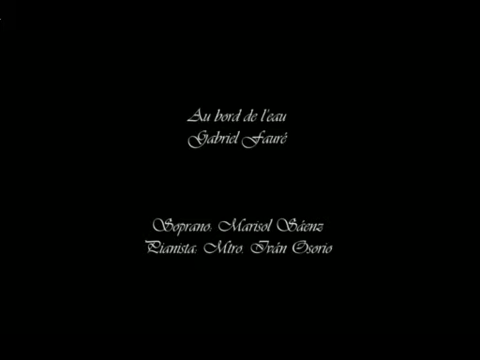 Au bord de l'eau
Gabriel Fauré
Soprano: Marisol Sáenz
Pianista: Mtro. Iván Osorio